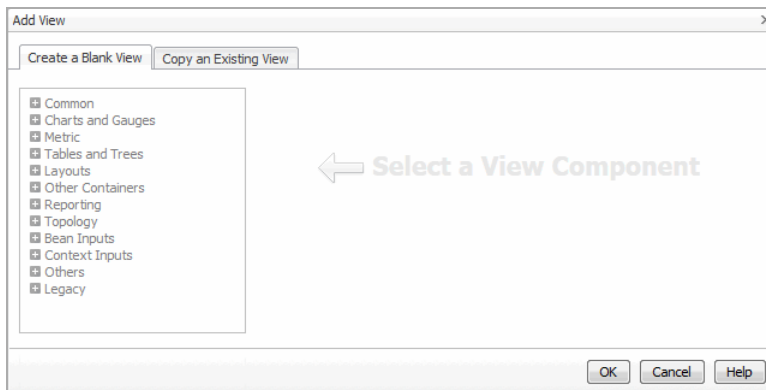 Add View
Create a Blank View
Copy an Existing View
Common
Charts and Gauges
Metric
Tables and Trees
Layouts
Other Containers
Reporting
Topology
Bean Inputs
Context Inputs
Others
Legacy
Select a View Component
OK
Cancel
Help